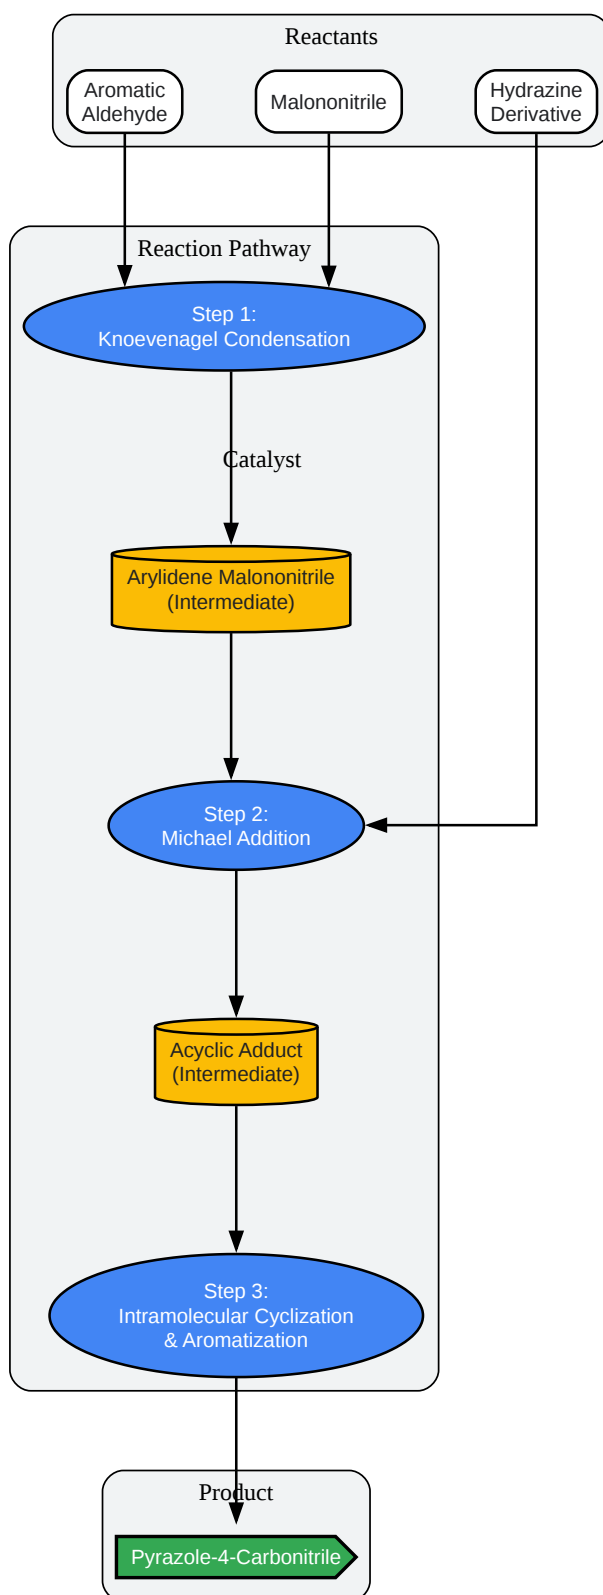 Reactants
Aromatic
Aldehyde
Malononitrile
Hydrazine
Derivative
Reaction Pathway
Step 1:
Knoevenagel Condensation
Catalyst
Arylidene Malononitrile
(Intermediate)
Step 2:
Michael Addition
Acyclic Adduct
(Intermediate)
Step 3:
Intramolecular Cyclization
& Aromatization
Product
Pyrazole-4-Carbonitrile